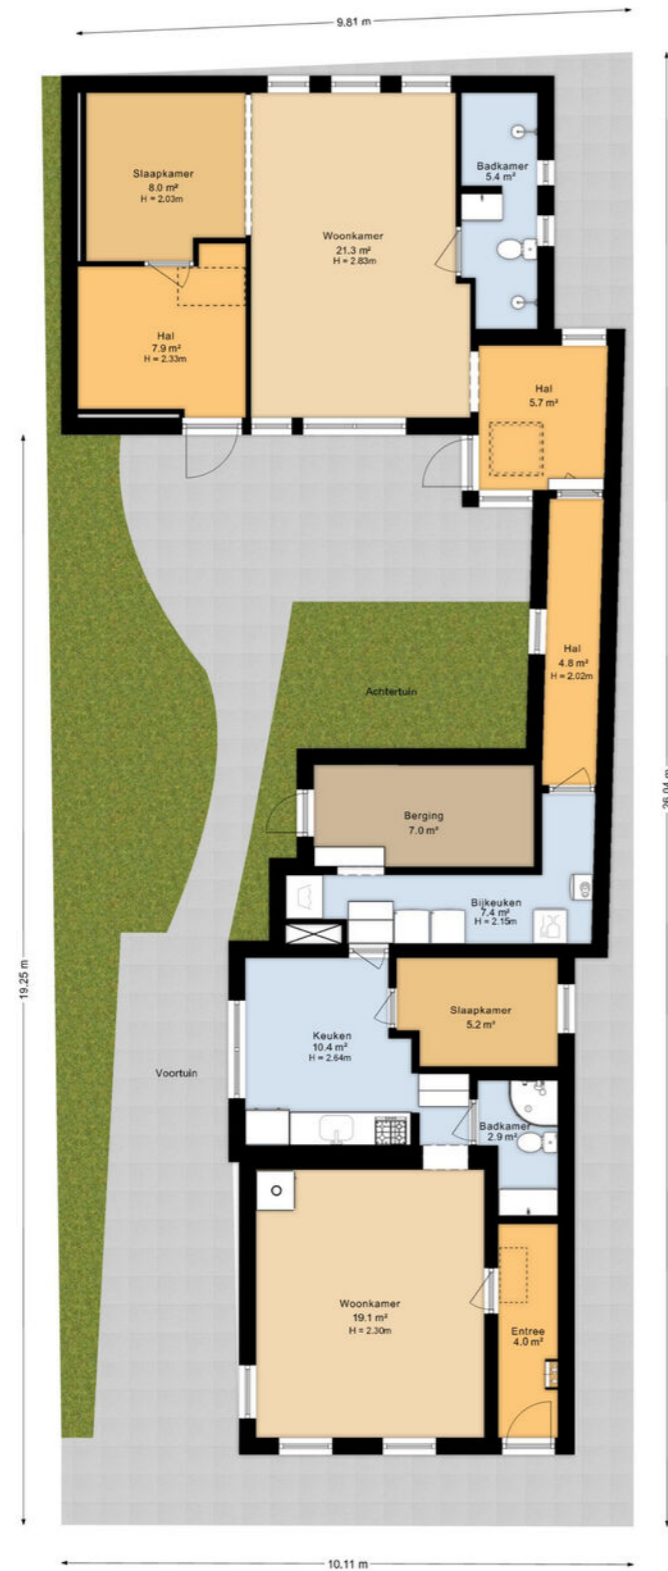 9.81 m
Slaapkamer
8.0 m²
H = 2.03m
Badkamer
5.4 m²
Woonkamer
21.3 m²
H = 2.83m
Hal
7.9 m²
H = 2.33m
Hal
5.7 m²
Hal
4.8 m²
H = 2.02m
Achtertuin
Berging
7.0 m²
Bijkeuken
7.4 m²
H = 2.15m
26.04 m
19.25 m
Keuken
10.4 m²
H = 2.64m
Slaapkamer
5.2 m²
Voortuin
Badkamer
2.9 m²
Woonkamer
19.1 m²
H = 2.30m
Entree
4.0 m²
10.11 m